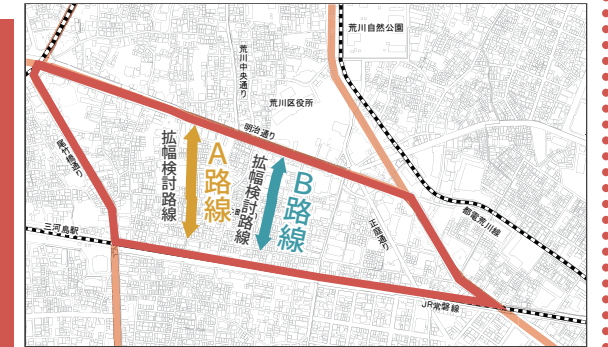 荒川自然公園
荒川中央通り
荒川区役所
明治通り
尾竹橋通り
拡幅検討路線
A路線
拡幅検討路線
B路線
正庭通り
都電荒川線
三河島駅
JR常磐線